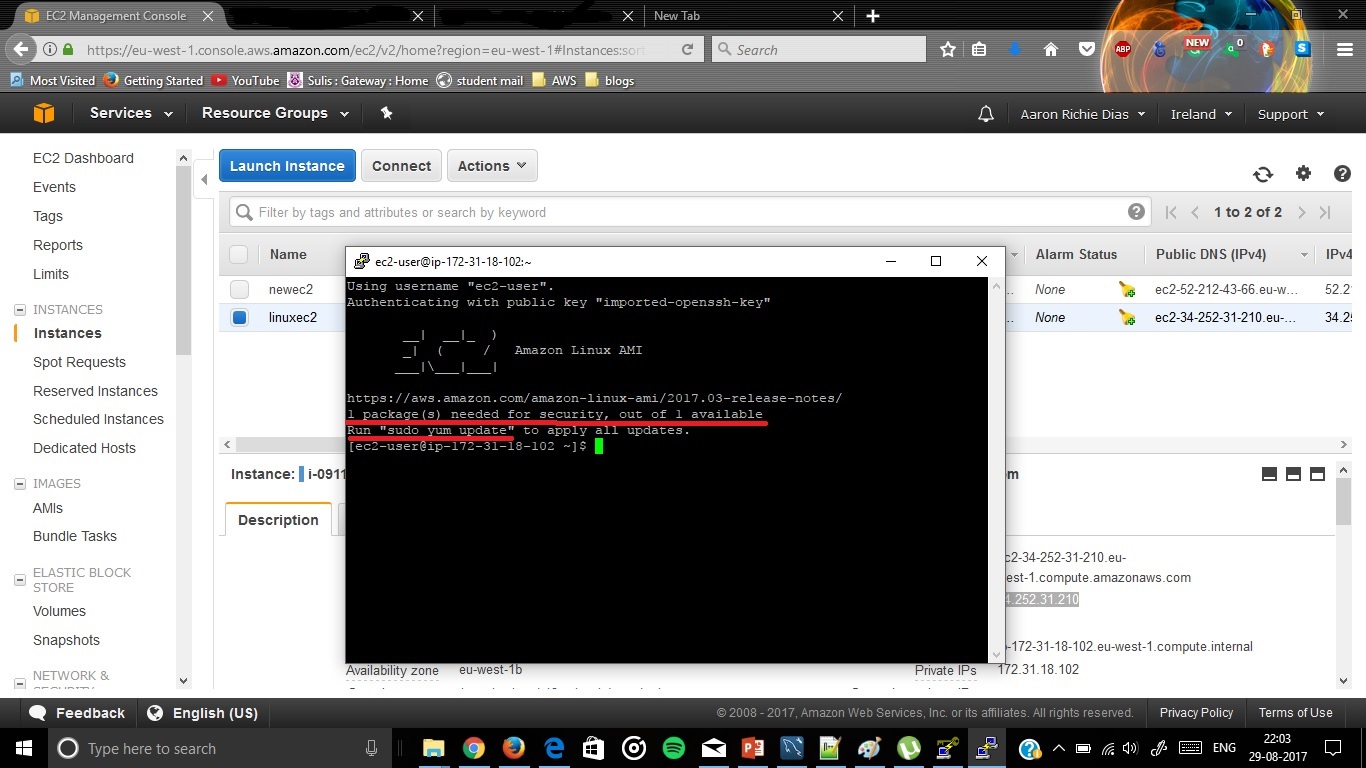 EC2 Management Console
New Tab
https://eu-west-1.console.aws.amazon.com/ec2/v2/home?region=eu-west-1#Instances:sort
Search
ABP
NEW
0
Most Visited Getting Started YouTube Sulis : Gateway : Home student mail AWS blogs
Services Resource Groups Aaron Richie Dias Ireland Support
EC2 Dashboard
Events
Tags
Reports
Limits
INSTANCES
Instances
Spot Requests
Reserved Instances
Scheduled Instances
Dedicated Hosts
IMAGES
AMIs
Bundle Tasks
ELASTIC BLOCK
STORE
Volumes
Snapshots
NETWORK &
SECURITY
Launch Instance Connect Actions
Filter by tags and attributes or search by keyword
1 to 2 of 2
Name Alarm Status Public DNS (IPv4) IPv4
newec2 None ec2-52-212-43-66.eu-w... 52.21
linuxec2 None ec2-34-252-31-210.eu-... 34.25
ec2-user@ip-172-31-18-102:~
Using username "ec2-user".
Authenticating with public key "imported-openssh-key"
__| __|_ )
_| ( / Amazon Linux AMI
___|\___|___|
https://aws.amazon.com/amazon-linux-ami/2017.03-release-notes/
1 package(s) needed for security, out of 1 available
Run "sudo yum update" to apply all updates.
[ec2-user@ip-172-31-18-102 ~]$
Instance: i-0911 om
Description
c2-34-252-31-210.eu-
est-1.compute.amazonaws.com
4.252.31.210
p-172-31-18-102.eu-west-1.compute.internal
Availability zone eu-west-1b Private IPs 172.31.18.102
Feedback English (US) © 2008 - 2017, Amazon Web Services, Inc. or its affiliates. All rights reserved. Privacy Policy Terms of Use
Type here to search
ENG
22:03
29-08-2017